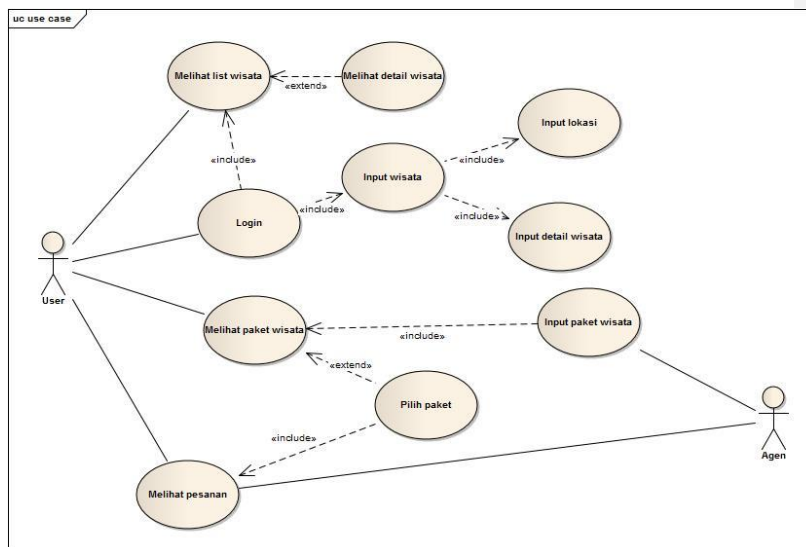 uc use case
Melihat list wisata
«extend»
Melihat detail wisata
Input lokasi
«include»
«include»
Input wisata
Login
«include»
«include»
Input detail wisata
User
Melihat paket wisata
«include»
Input paket wisata
«extend»
Pilih paket
«include»
Agen
Melihat pesanan